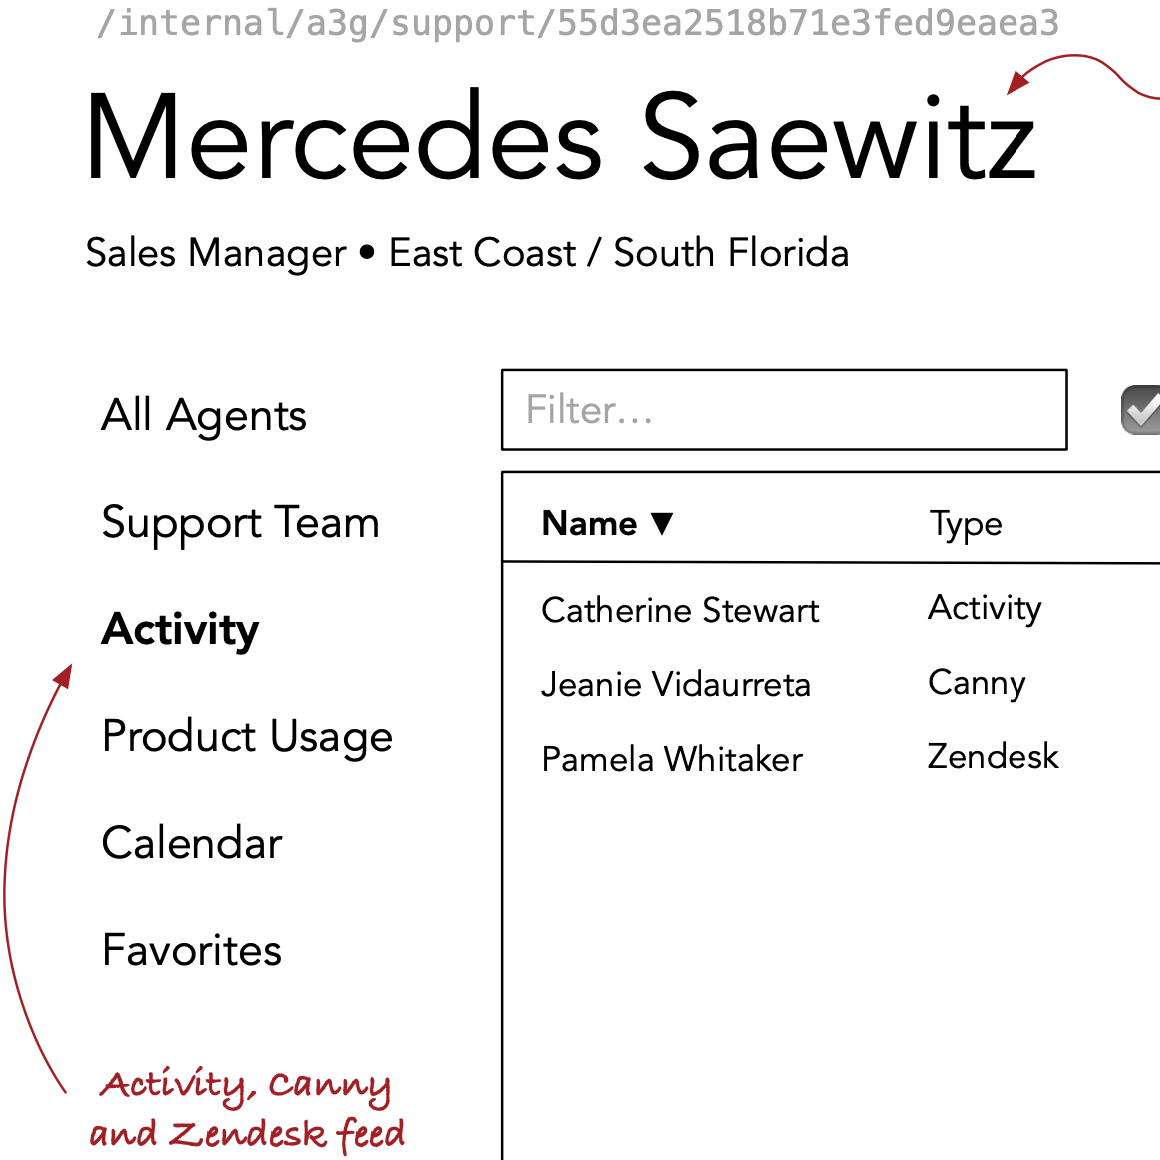 /internal/a3g/support/55d3ea2518b71e3fed9eaea3
Mercedes Saewitz
Sales Manager • East Coast / South Florida
All Agents
Support Team
Activity
Product Usage
Calendar
Favorites
Activity, Canny
and Zendesk feed
Filter...
Name ▼ Type
Catherine Stewart Activity
Jeanie Vidaurreta Canny
Pamela Whitaker Zendesk